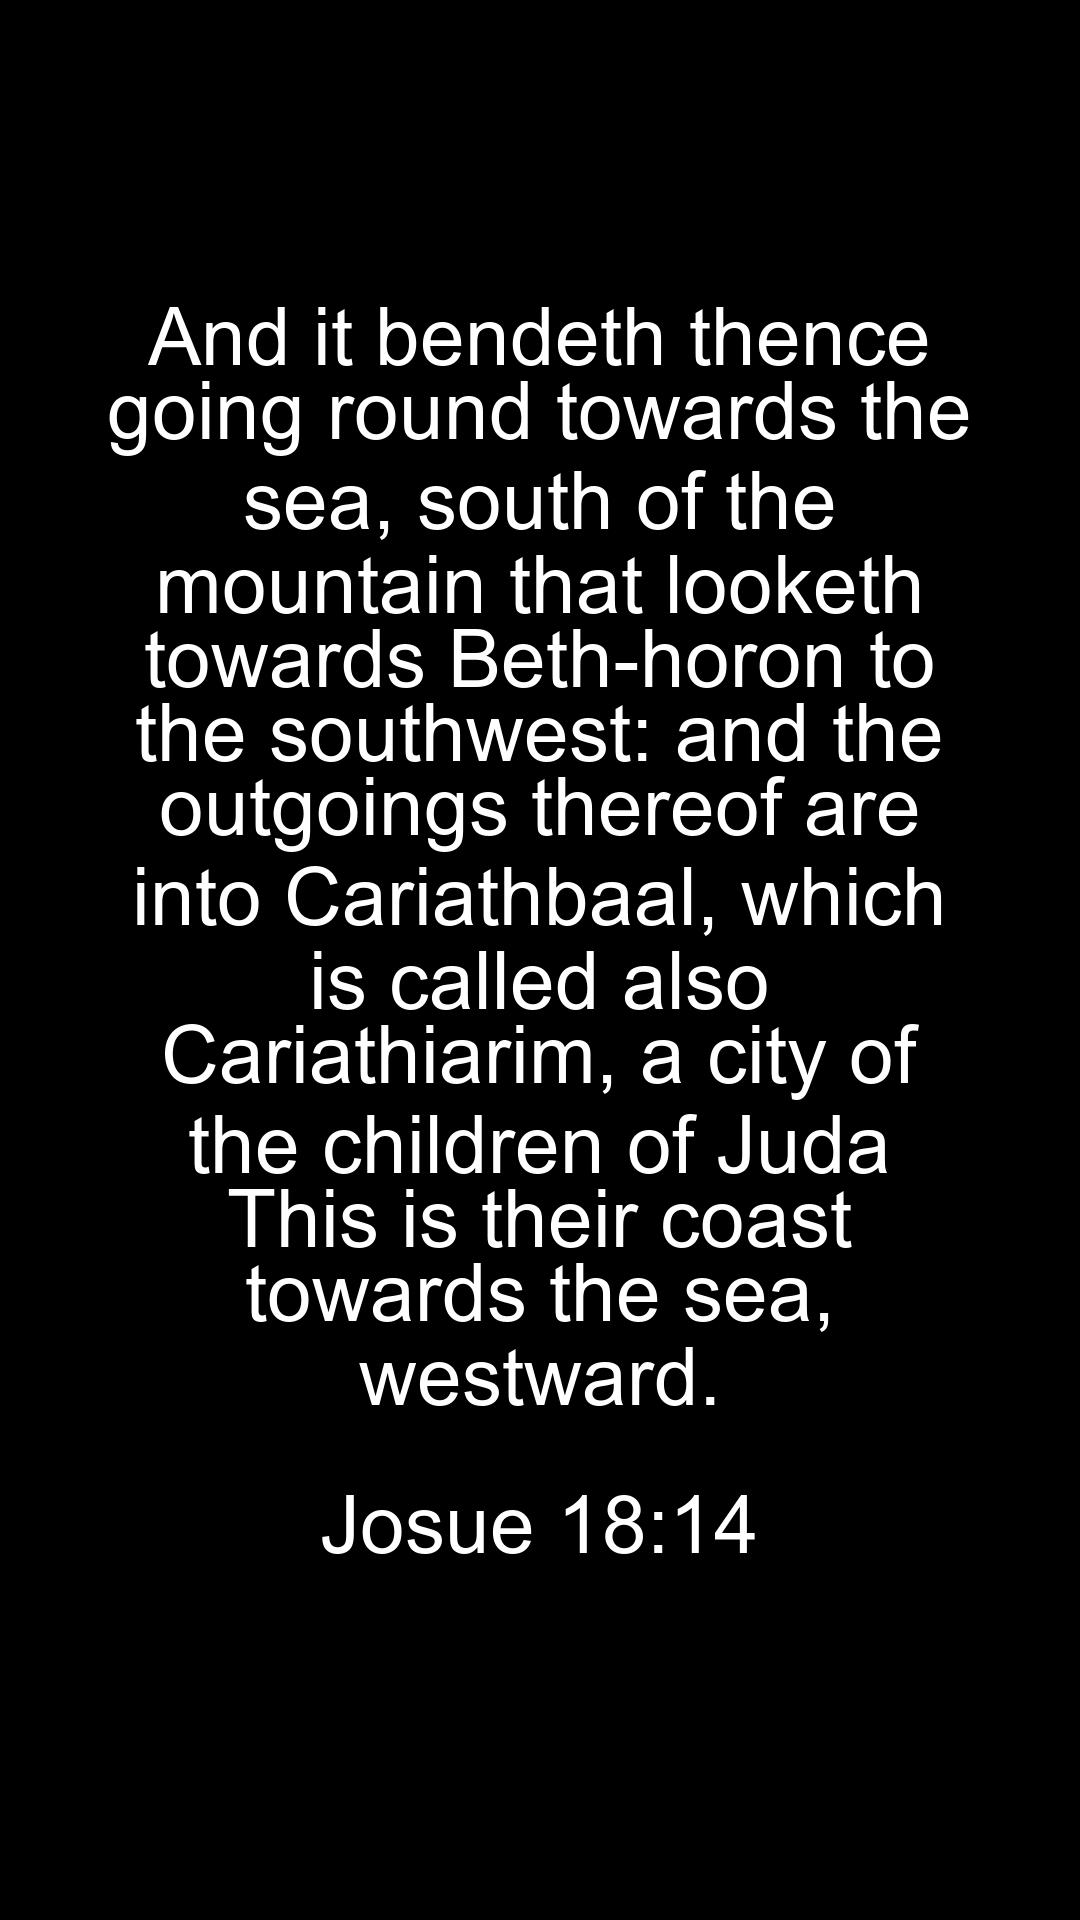 And it bendeth thence
going round towards the
sea, south of the
mountain that looketh
towards Beth-horon to
the southwest: and the
outgoings thereof are
into Cariathbaal, which
is called also
Cariathiarim, a city of
the children of Juda
This is their coast
towards the sea,
westward.
Josue 18:14